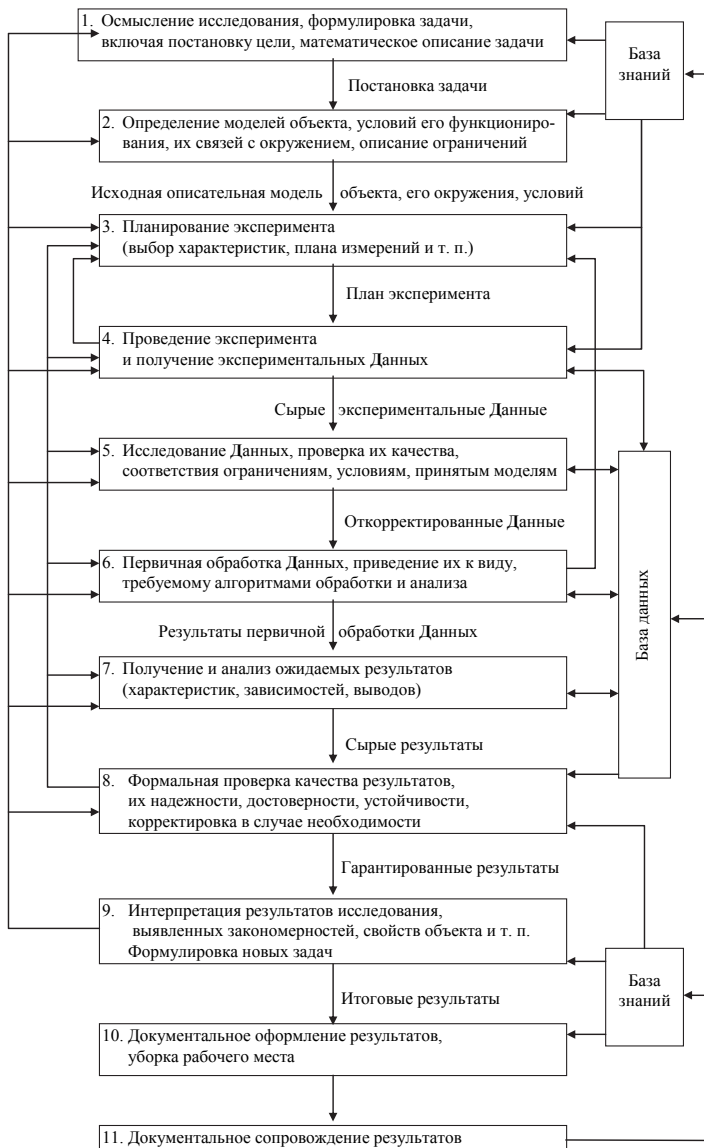 1. Осмысление исследования, формулировка задачи,
включая постановку цели, математическое описание задачи
База
знаний
Постановка задачи
2. Определение моделей объекта, условий его функциониро-
вания, их связей с окружением, описание ограничений
Исходная описательная модель объекта, его окружения, условий
3. Планирование эксперимента
(выбор характеристик, плана измерений и т. п.)
План эксперимента
4. Проведение эксперимента
и получение экспериментальных Данных
Сырые экспериментальные Данные
5. Исследование Данных, проверка их качества,
соответствия ограничениям, условиям, принятым моделям
Откорректированные Данные
6. Первичная обработка Данных, приведение их к виду,
требуемому алгоритмами обработки и анализа
База данных
Результаты первичной обработки Данных
7. Получение и анализ ожидаемых результатов
(характеристик, зависимостей, выводов)
Сырые результаты
8. Формальная проверка качества результатов,
их надежности, достоверности, устойчивости,
корректировка в случае необходимости
Гарантированные результаты
9. Интерпретация результатов исследования,
выявленных закономерностей, свойств объекта и т. п.
Формулировка новых задач
База
знаний
Итоговые результаты
10. Документальное оформление результатов,
уборка рабочего места
11. Документальное сопровождение результатов